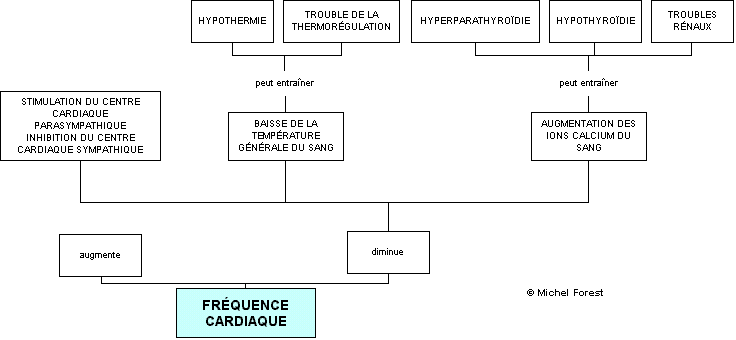 HYPOTHERMIE
TROUBLE DE LA
THERMORÉGULATION
HYPERPARATHYROÏDIE
HYPOTHYROÏDIE
TROUBLES
RÉNAUX
peut entraîner
peut entraîner
STIMULATION DU CENTRE
CARDIAQUE
PARASYMPATHIQUE
INHIBITION DU CENTRE
CARDIAQUE SYMPATHIQUE
BAISSE DE LA
TEMPÉRATURE
GÉNÉRALE DU SANG
AUGMENTATION DES
IONS CALCIUM DU
SANG
augmente
diminue
FRÉQUENCE
CARDIAQUE
© Michel Forest